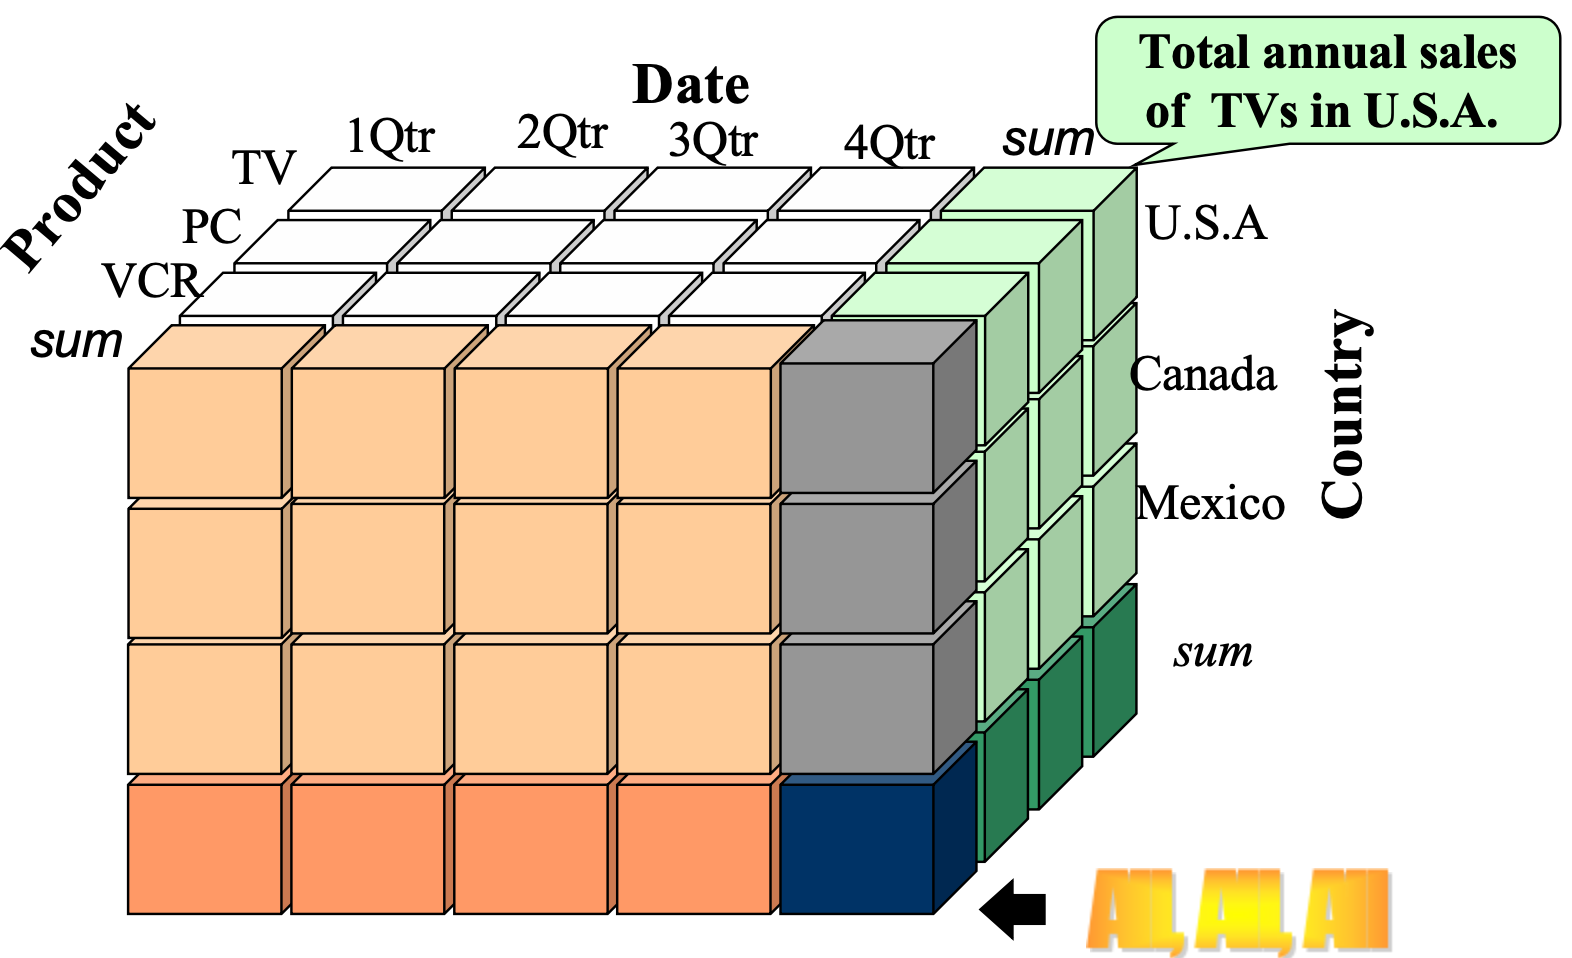 Total annual sales
of TVs in U.S.A.
Date
Product
1Qtr 2Qtr 3Qtr 4Qtr sum
TV
PC
VCR
sum
U.S.A
Canada
Mexico
sum
Country
All, All, All